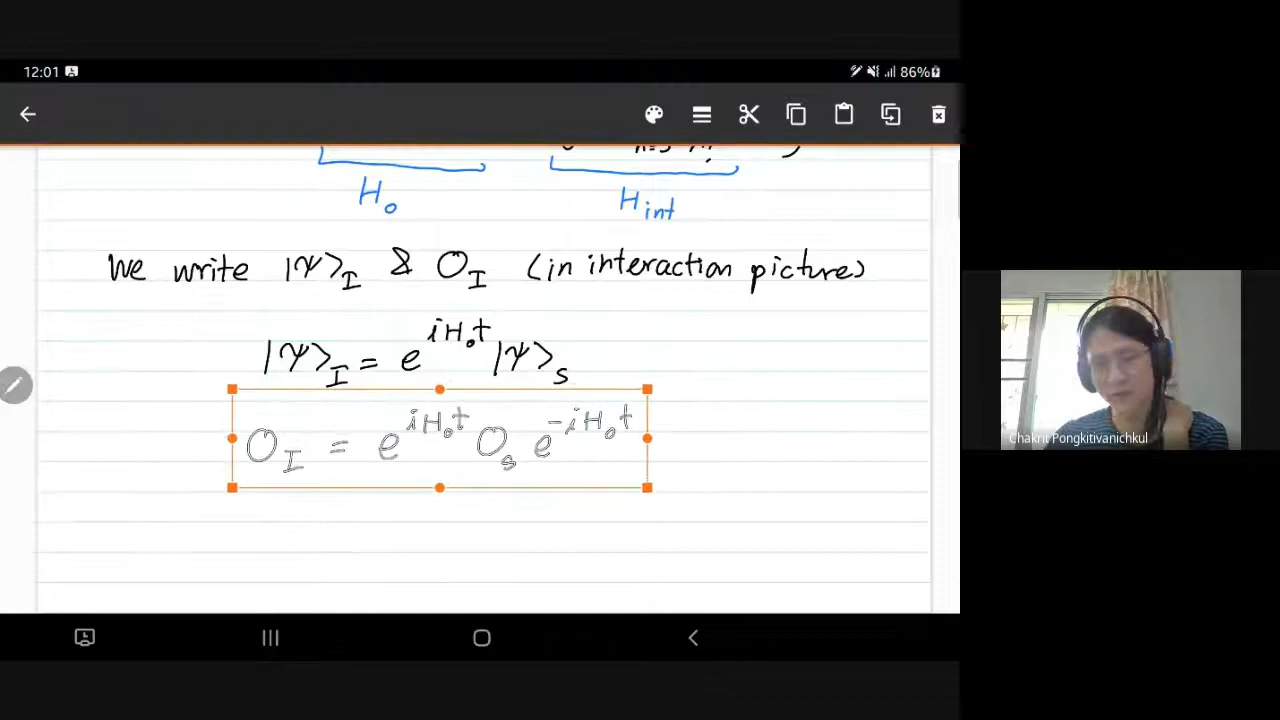 12:01 86%
H₀ H_int
We write |Ψ⟩_I & O_I (in interaction picture)
|Ψ⟩_I = e^{iH₀t} |Ψ⟩_s
O_I = e^{iH₀t} O_s e^{-iH₀t}
Chakrit Pongkitivanichkul